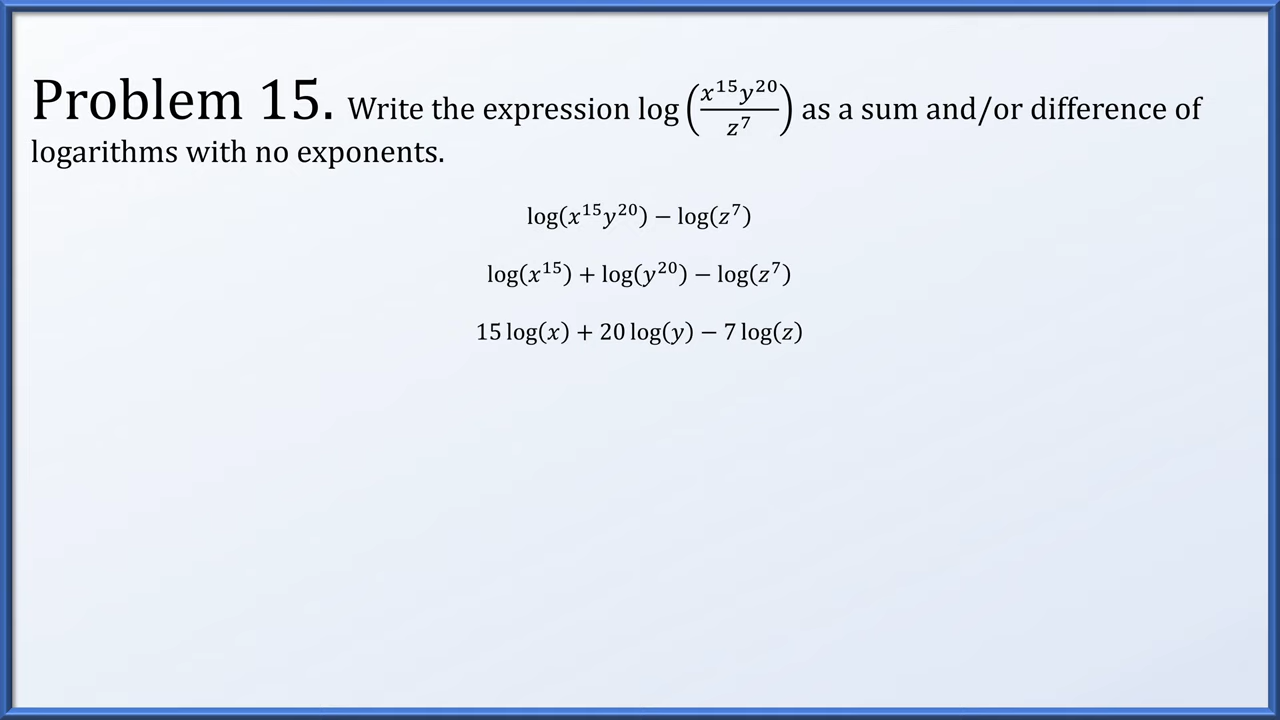 Problem 15. Write the expression log(x¹⁵y²⁰/z⁷) as a sum and/or difference of
logarithms with no exponents.
log(x¹⁵y²⁰) − log(z⁷)
log(x¹⁵) + log(y²⁰) − log(z⁷)
15 log(x) + 20 log(y) − 7 log(z)